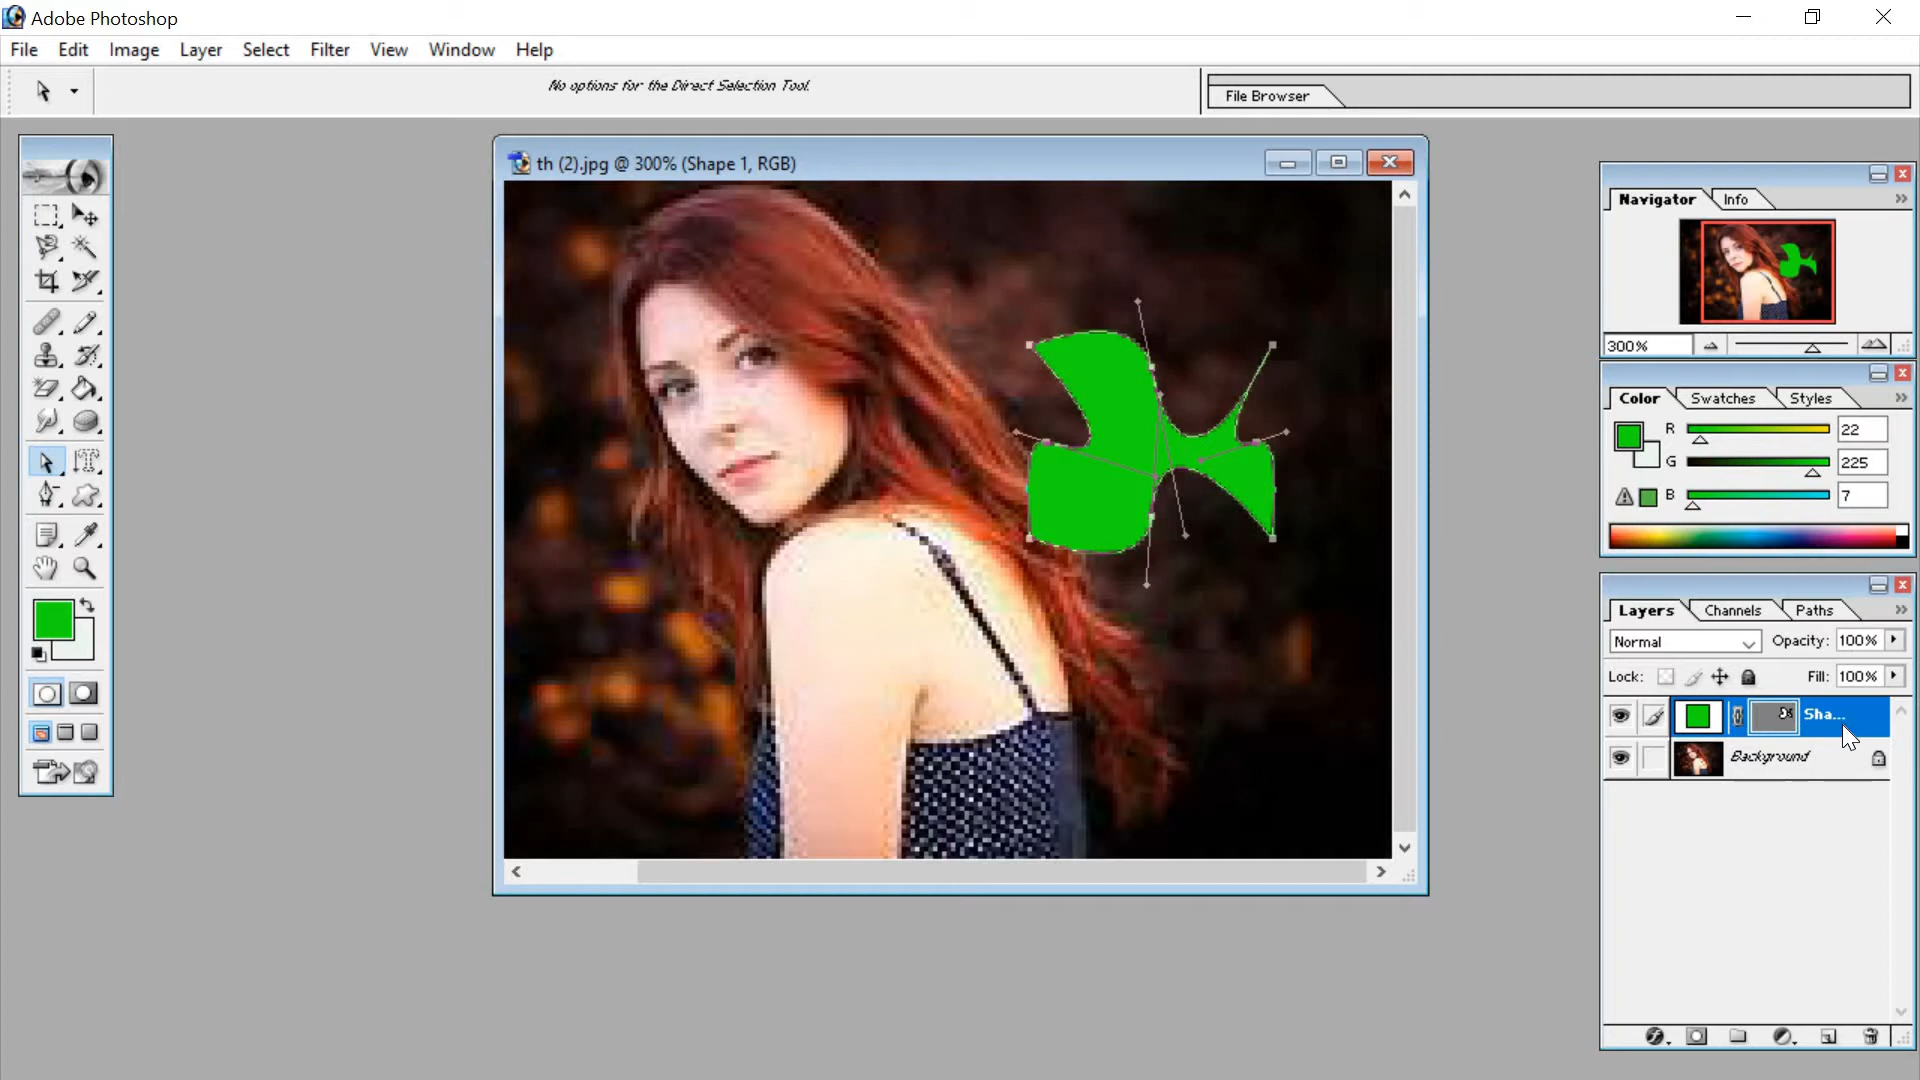 Adobe Photoshop
File Edit Image Layer Select Filter View Window Help
No options for the Direct Selection Tool.
File Browser
th (2).jpg @ 300% (Shape 1, RGB)
Navigator Info
300%
Color Swatches Styles
R 22
G 225
B 7
Layers Channels Paths
Normal Opacity: 100%
Lock: Fill: 100%
Sha...
Background